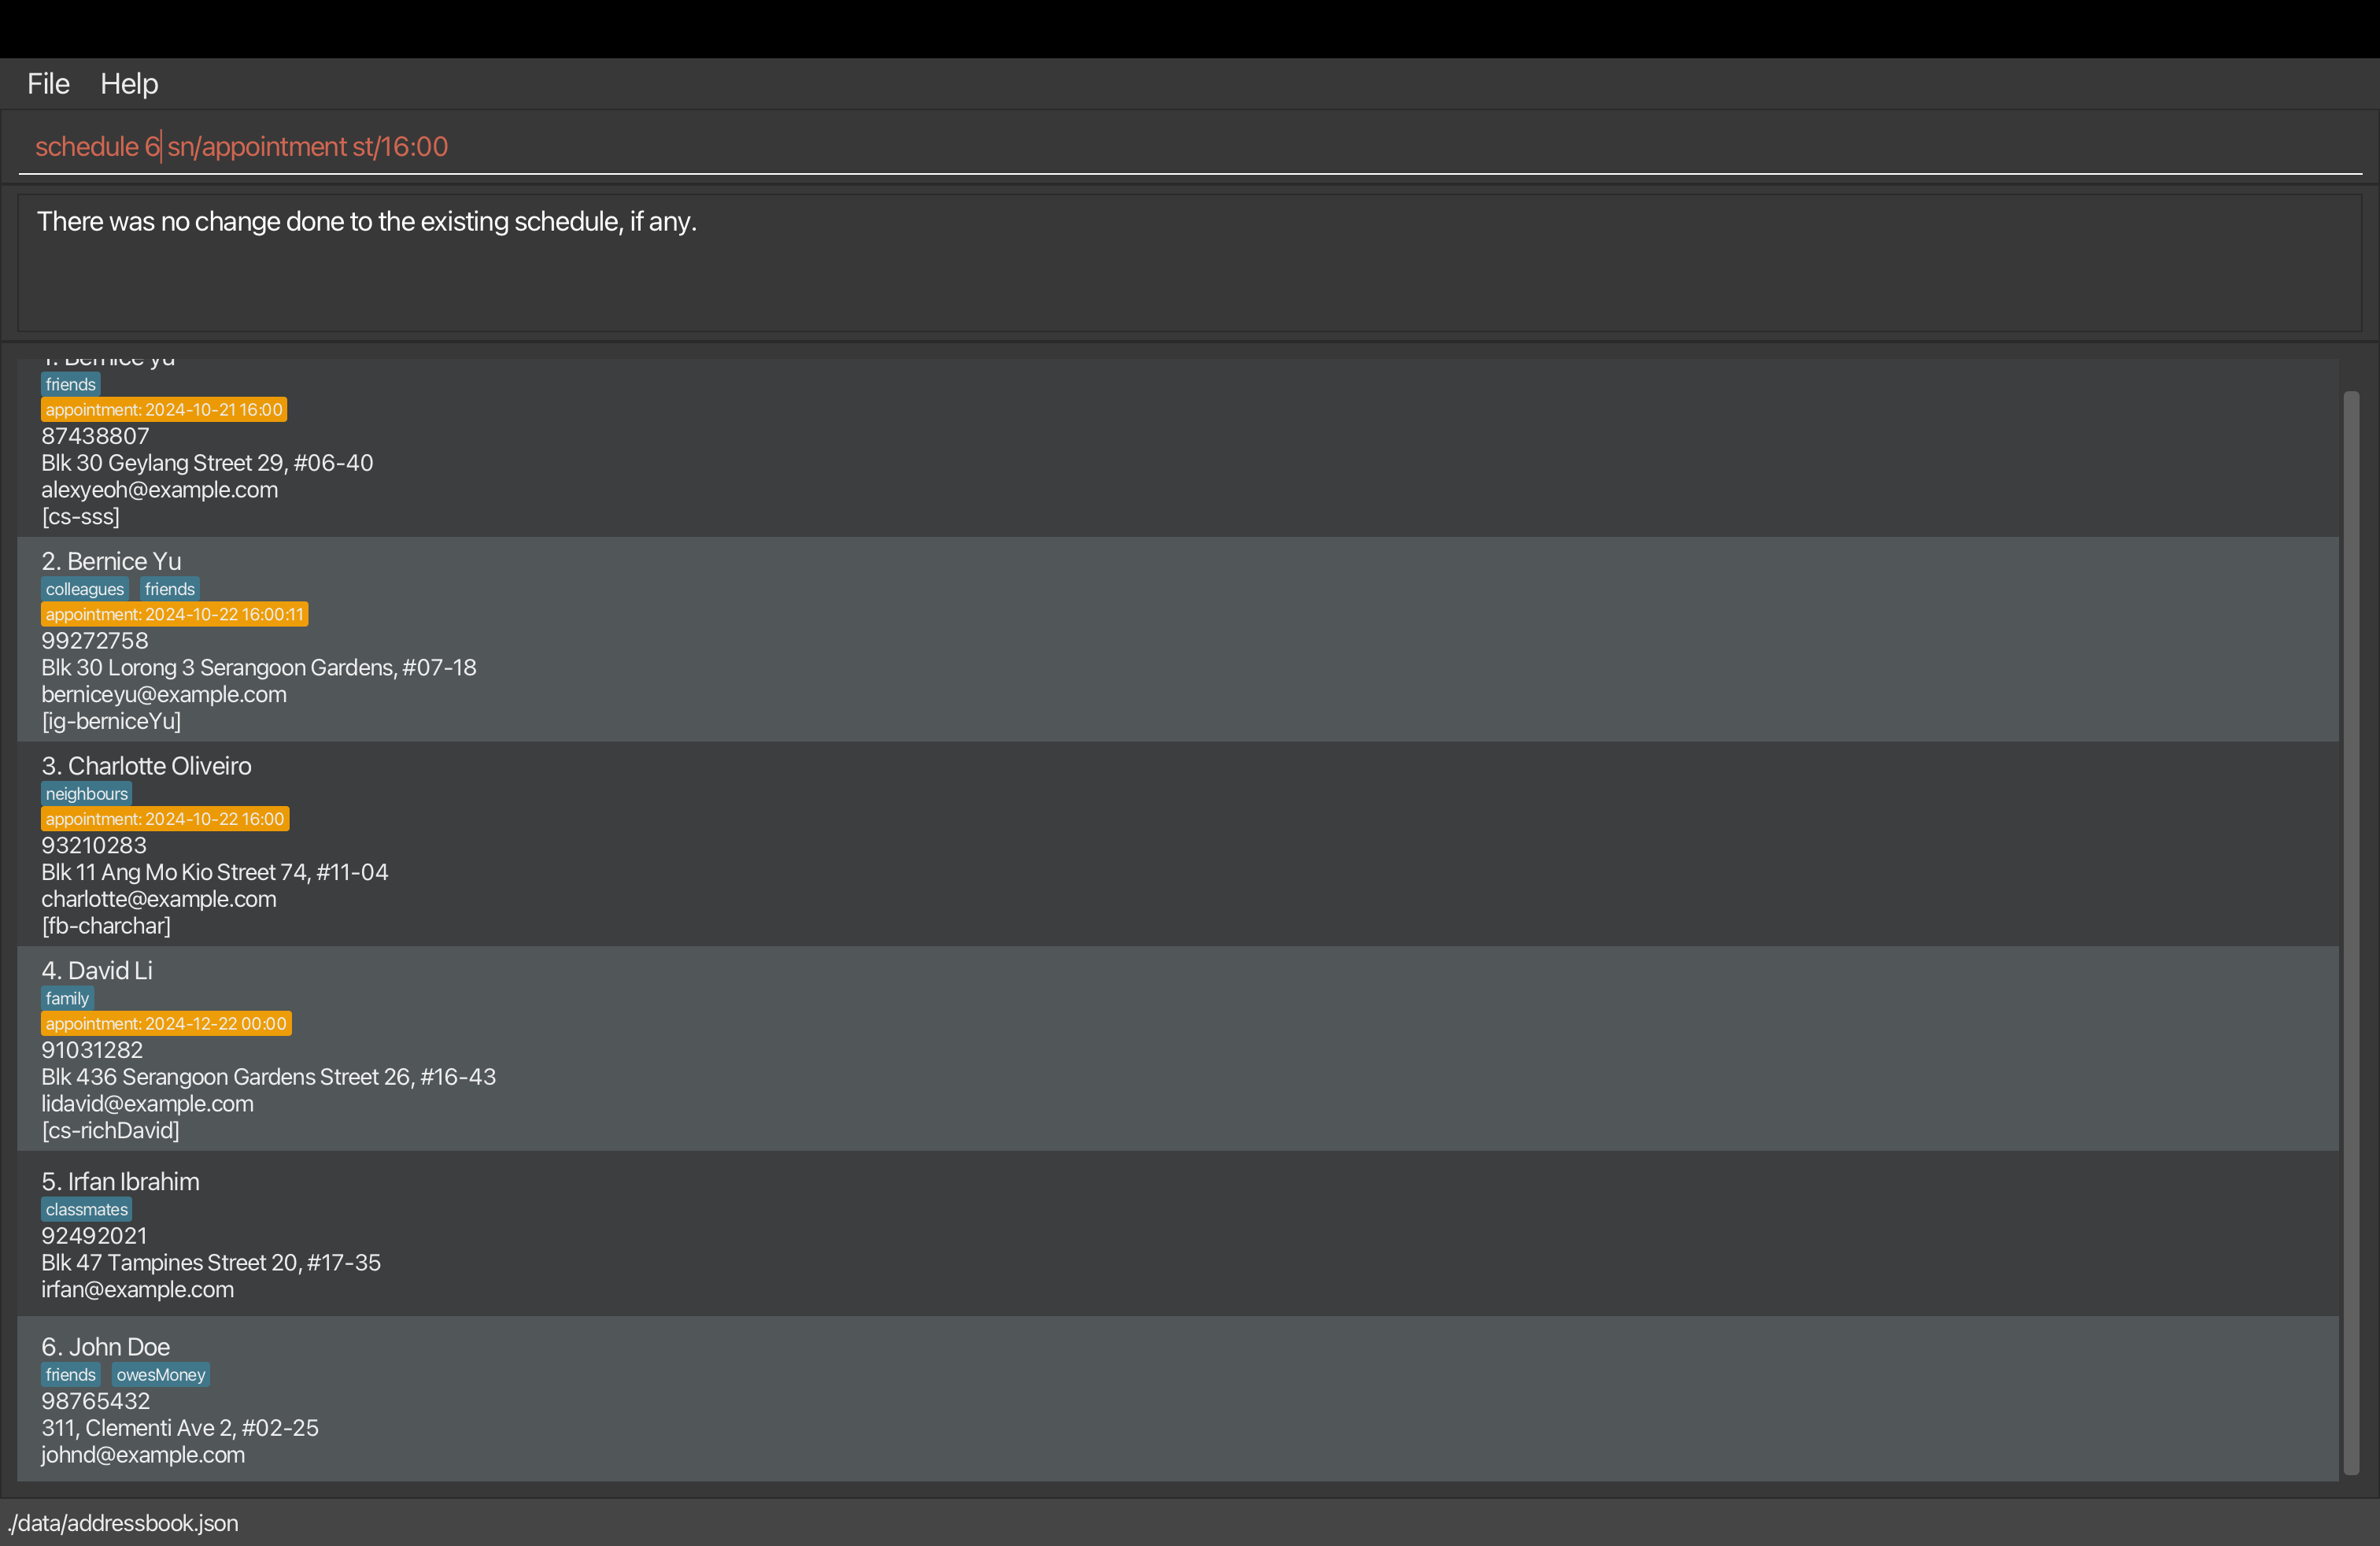 File Help
schedule 6 sn/appointment st/16:00
There was no change done to the existing schedule, if any.
1. Bernice yu
friends
appointment: 2024-10-21 16:00
87438807
Blk 30 Geylang Street 29, #06-40
alexyeoh@example.com
[cs-sss]
2. Bernice Yu
colleagues friends
appointment: 2024-10-22 16:00:11
99272758
Blk 30 Lorong 3 Serangoon Gardens, #07-18
berniceyu@example.com
[ig-berniceYu]
3. Charlotte Oliveiro
neighbours
appointment: 2024-10-22 16:00
93210283
Blk 11 Ang Mo Kio Street 74, #11-04
charlotte@example.com
[fb-charchar]
4. David Li
family
appointment: 2024-12-22 00:00
91031282
Blk 436 Serangoon Gardens Street 26, #16-43
lidavid@example.com
[cs-richDavid]
5. Irfan Ibrahim
classmates
92492021
Blk 47 Tampines Street 20, #17-35
irfan@example.com
6. John Doe
friends owesMoney
98765432
311, Clementi Ave 2, #02-25
johnd@example.com
./data/addressbook.json